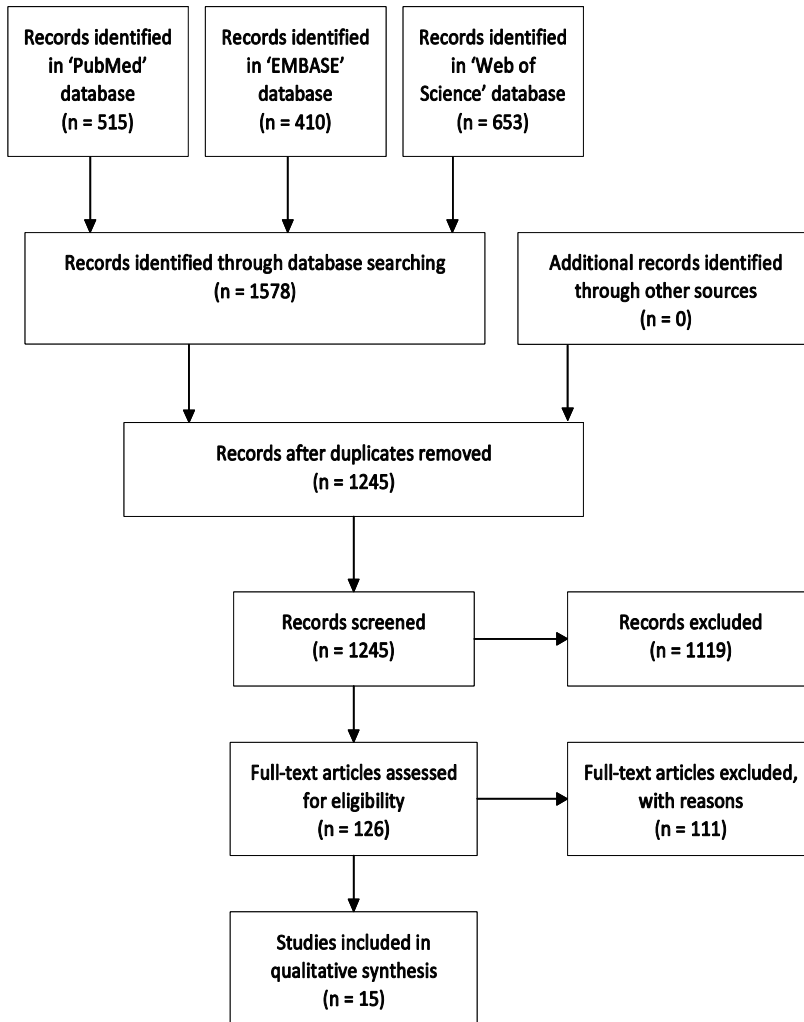 Records identified
in ‘PubMed’
database
(n = 515)
Records identified
in ‘EMBASE’
database
(n = 410)
Records identified
in ‘Web of
Science’ database
(n = 653)
Records identified through database searching
(n = 1578)
Additional records identified
through other sources
(n = 0)
Records after duplicates removed
(n = 1245)
Records screened
(n = 1245)
Records excluded
(n = 1119)
Full-text articles assessed
for eligibility
(n = 126)
Full-text articles excluded,
with reasons
(n = 111)
Studies included in
qualitative synthesis
(n = 15)